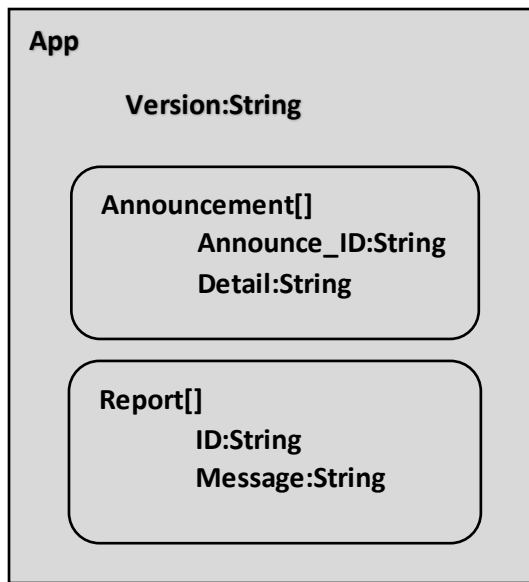 App
Version:String
Announcement[]
Announce_ID:String
Detail:String
Report[]
ID:String
Message:String